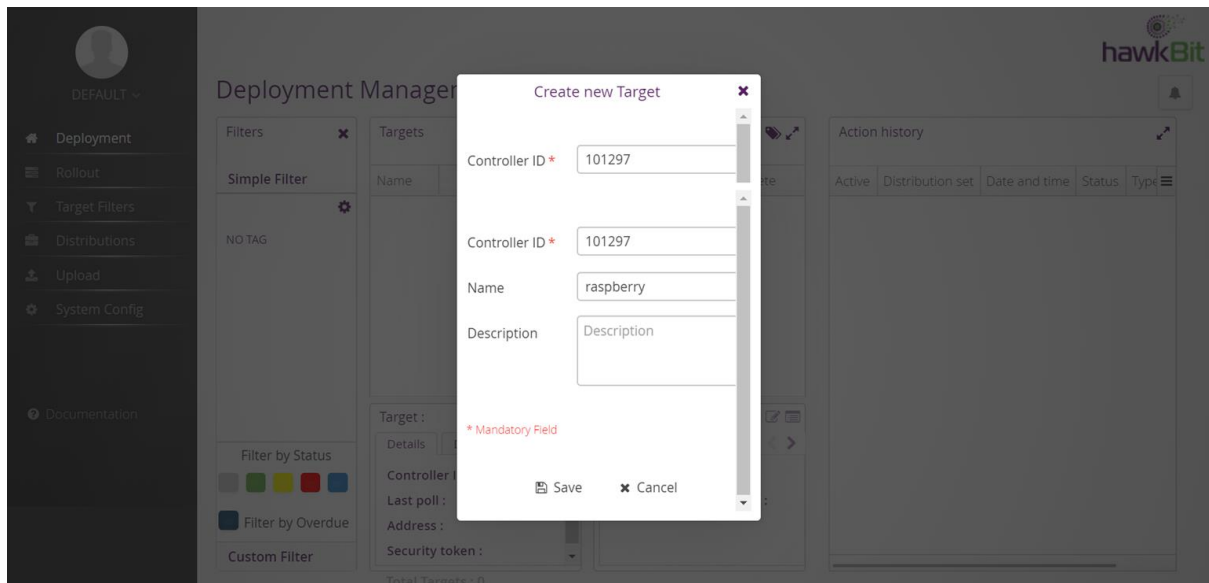 hawkBit
DEFAULT
Deployment Manager
Deployment
Rollout
Target Filters
Distributions
Upload
System Config
Documentation
Filters
Simple Filter
NO TAG
Filter by Status
Filter by Overdue
Custom Filter
Targets
Name
Create new Target
Controller ID *
101297
Controller ID *
101297
Name
raspberry
Description
Description
* Mandatory Field
Save
Cancel
Target :
Details
Controller
Last poll :
Address :
Security token :
Total Targets : 0
Action history
Active
Distribution set
Date and time
Status
Type